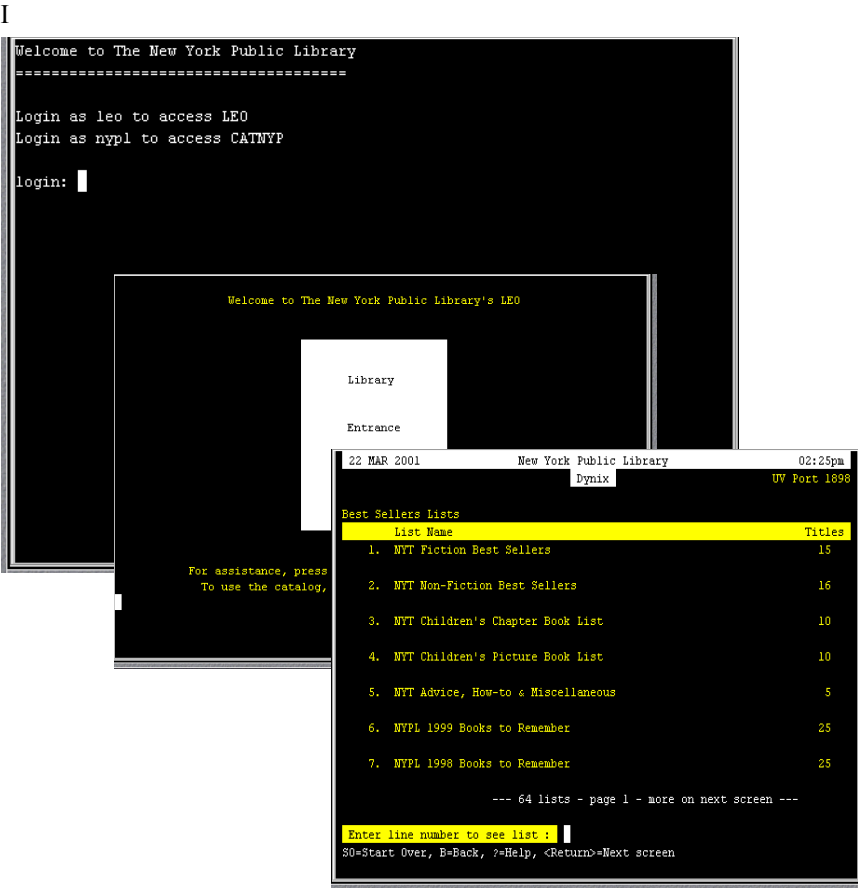 I
Welcome to The New York Public Library
=====================================
Login as leo to access LEO
Login as nypl to access CATNYP
login:
Welcome to The New York Public Library's LEO
Library
Entrance
For assistance, press
To use the catalog,
22 MAR 2001 New York Public Library 02:25pm
Dynix UV Port 1898
Best Sellers Lists
List Name Titles
1. NYT Fiction Best Sellers 15
2. NYT Non-Fiction Best Sellers 16
3. NYT Children's Chapter Book List 10
4. NYT Children's Picture Book List 10
5. NYT Advice, How-to & Miscellaneous 5
6. NYPL 1999 Books to Remember 25
7. NYPL 1998 Books to Remember 25
--- 64 lists - page 1 - more on next screen ---
Enter line number to see list :
SO=Start Over, B=Back, ?=Help, <Return>=Next screen